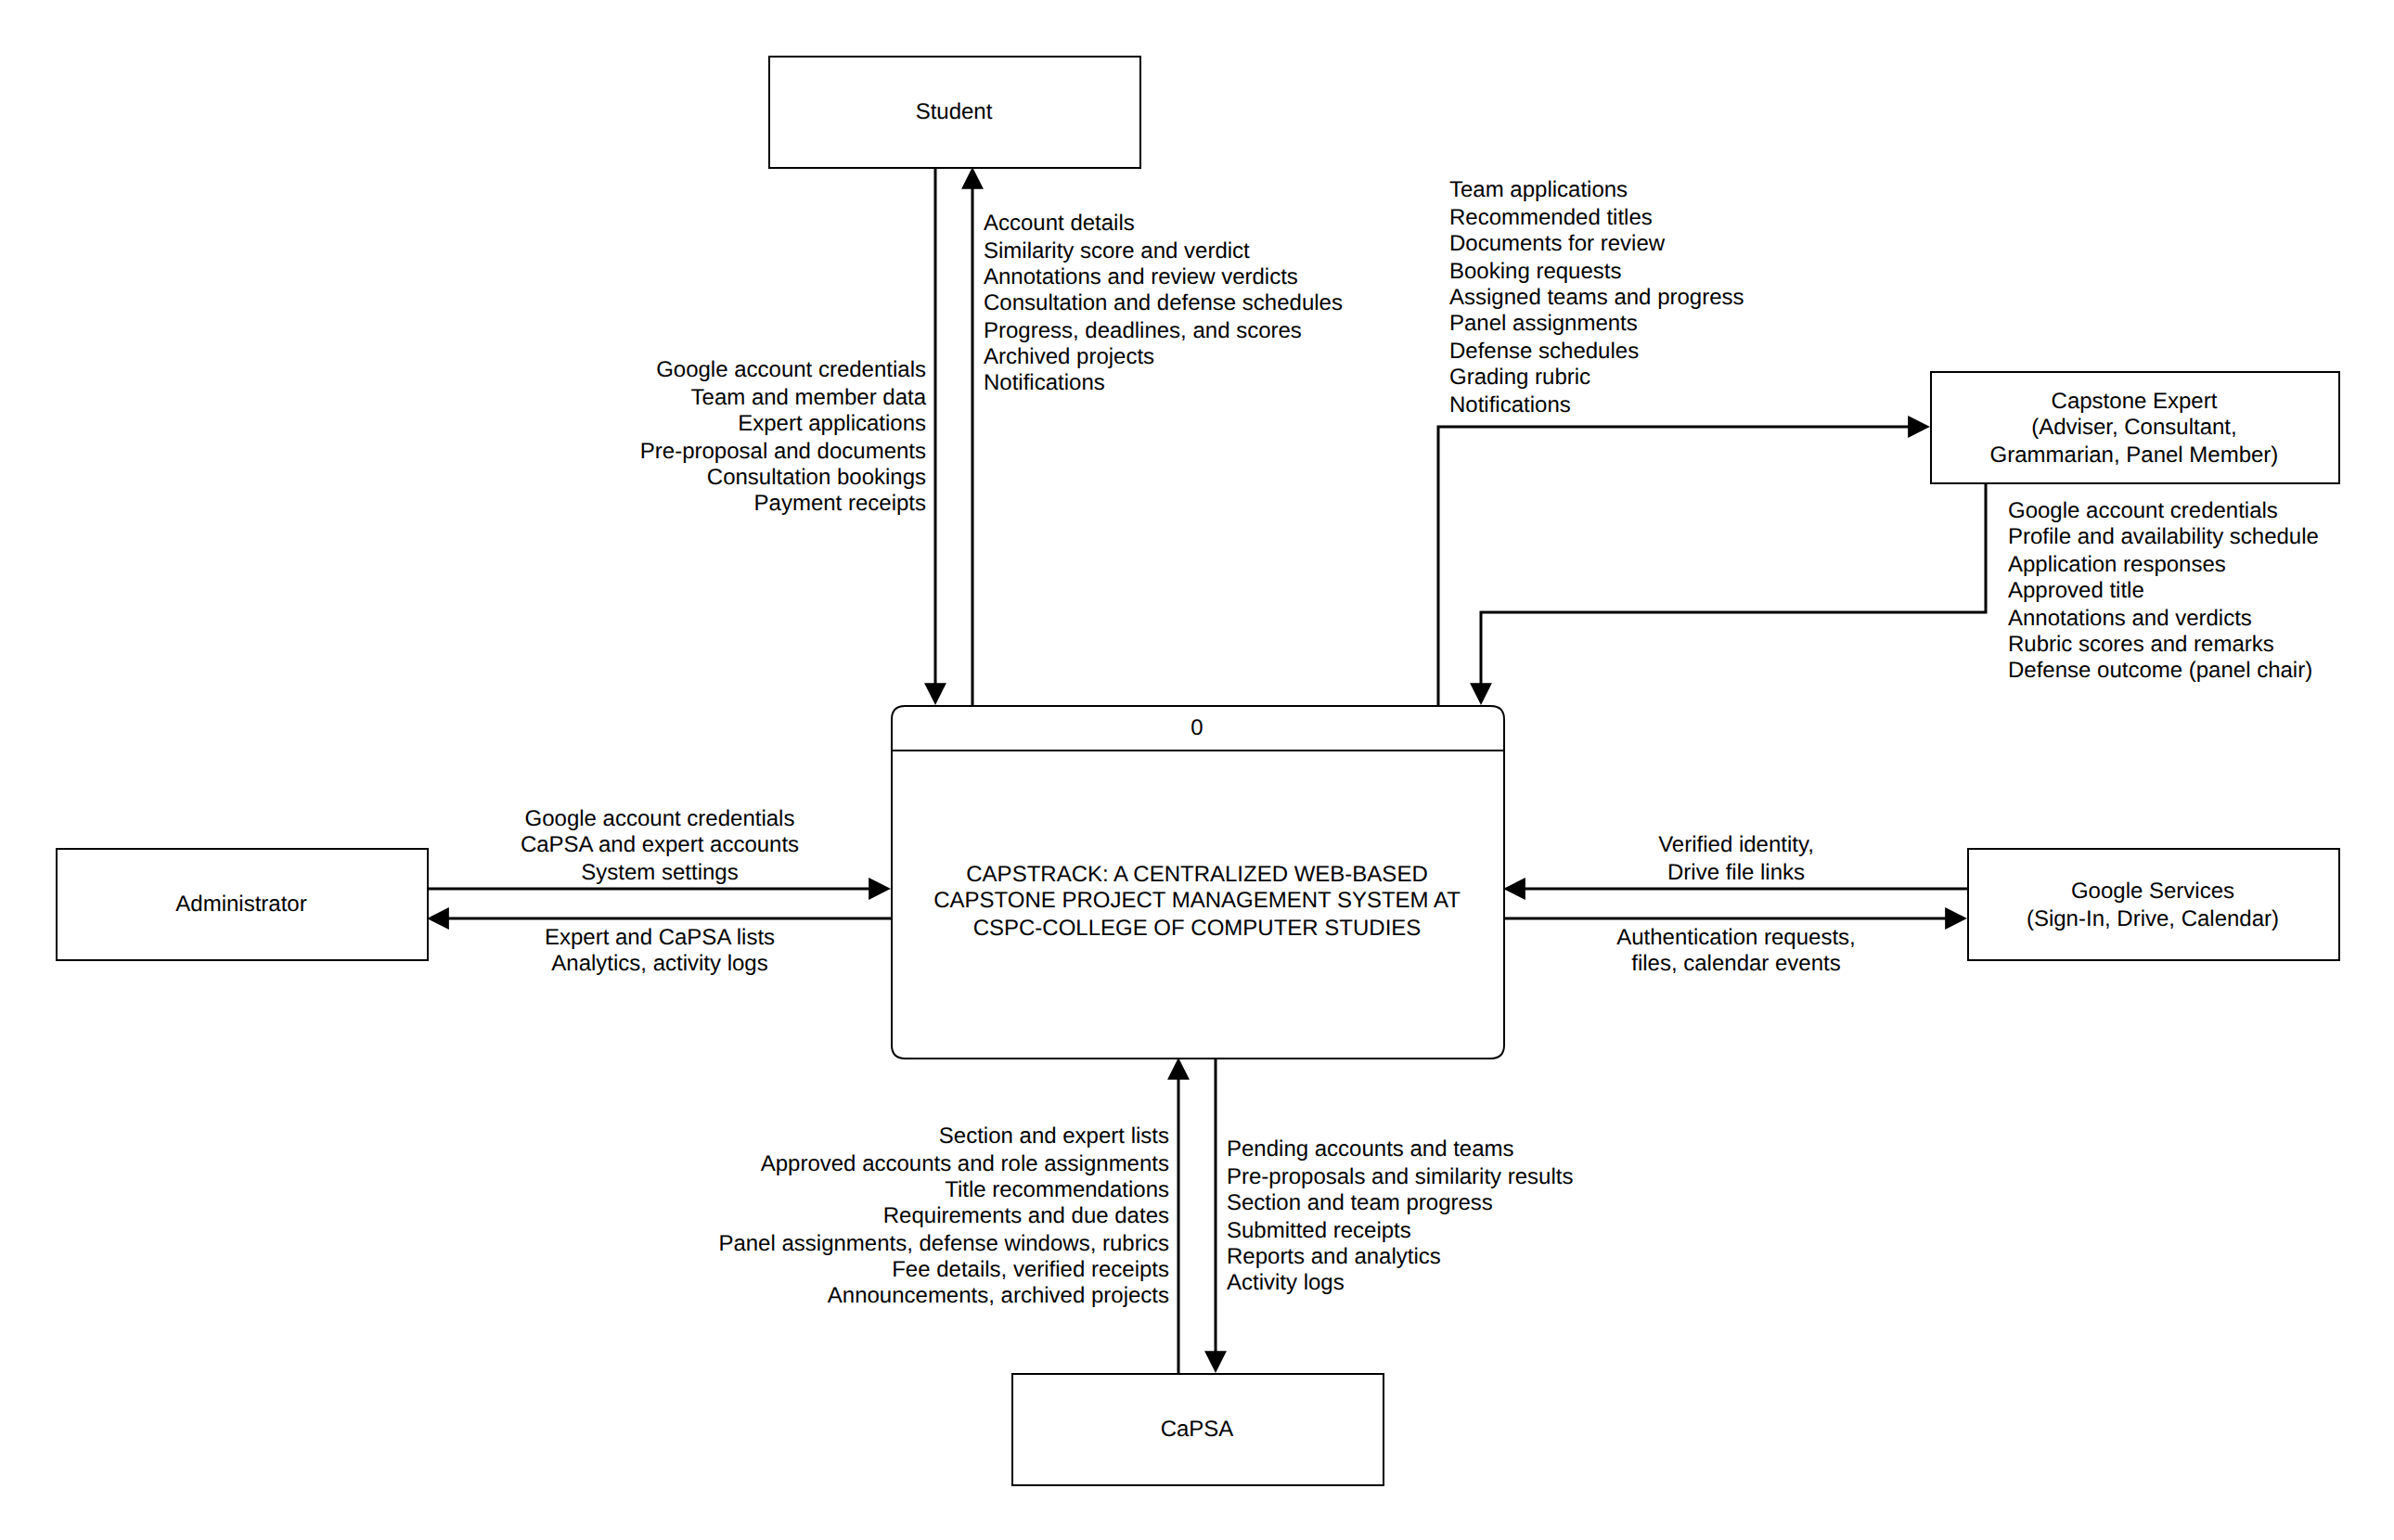 Student
Account details
Similarity score and verdict
Annotations and review verdicts
Consultation and defense schedules
Progress, deadlines, and scores
Archived projects
Notifications
Google account credentials
Team and member data
Expert applications
Pre-proposal and documents
Consultation bookings
Payment receipts
Team applications
Recommended titles
Documents for review
Booking requests
Assigned teams and progress
Panel assignments
Defense schedules
Grading rubric
Notifications
Capstone Expert
(Adviser, Consultant,
Grammarian, Panel Member)
Google account credentials
Profile and availability schedule
Application responses
Approved title
Annotations and verdicts
Rubric scores and remarks
Defense outcome (panel chair)
0
CAPSTRACK: A CENTRALIZED WEB-BASED
CAPSTONE PROJECT MANAGEMENT SYSTEM AT
CSPC-COLLEGE OF COMPUTER STUDIES
Administrator
Google account credentials
CaPSA and expert accounts
System settings
Expert and CaPSA lists
Analytics, activity logs
Verified identity,
Drive file links
Authentication requests,
files, calendar events
Google Services
(Sign-In, Drive, Calendar)
Section and expert lists
Approved accounts and role assignments
Title recommendations
Requirements and due dates
Panel assignments, defense windows, rubrics
Fee details, verified receipts
Announcements, archived projects
Pending accounts and teams
Pre-proposals and similarity results
Section and team progress
Submitted receipts
Reports and analytics
Activity logs
CaPSA